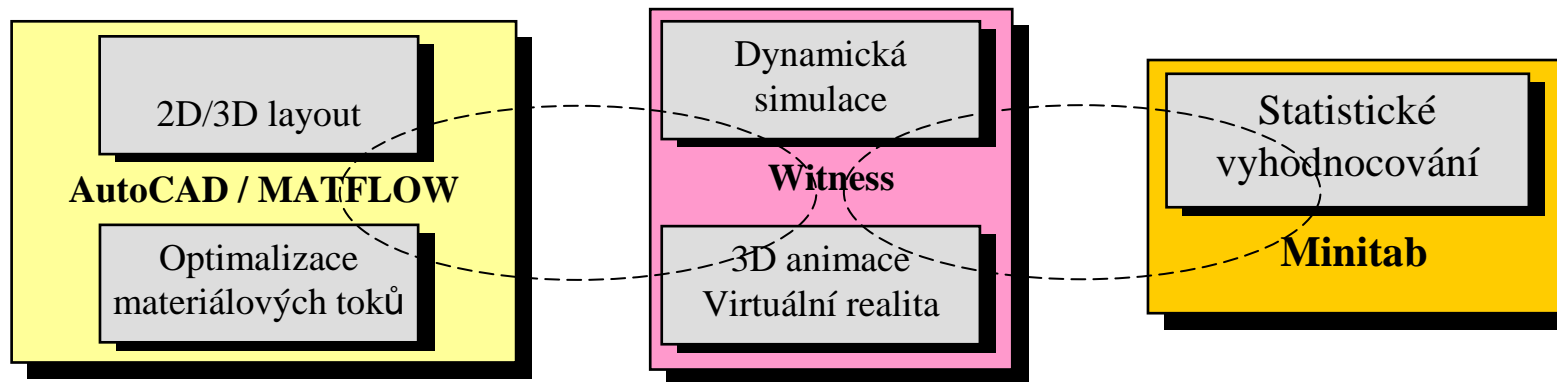 2D/3D layout
AutoCAD / MATFLOW
Optimalizace
materiálových toků
Dynamická
simulace
Witness
3D animace
Virtuální realita
Statistické
vyhodnocování
Minitab